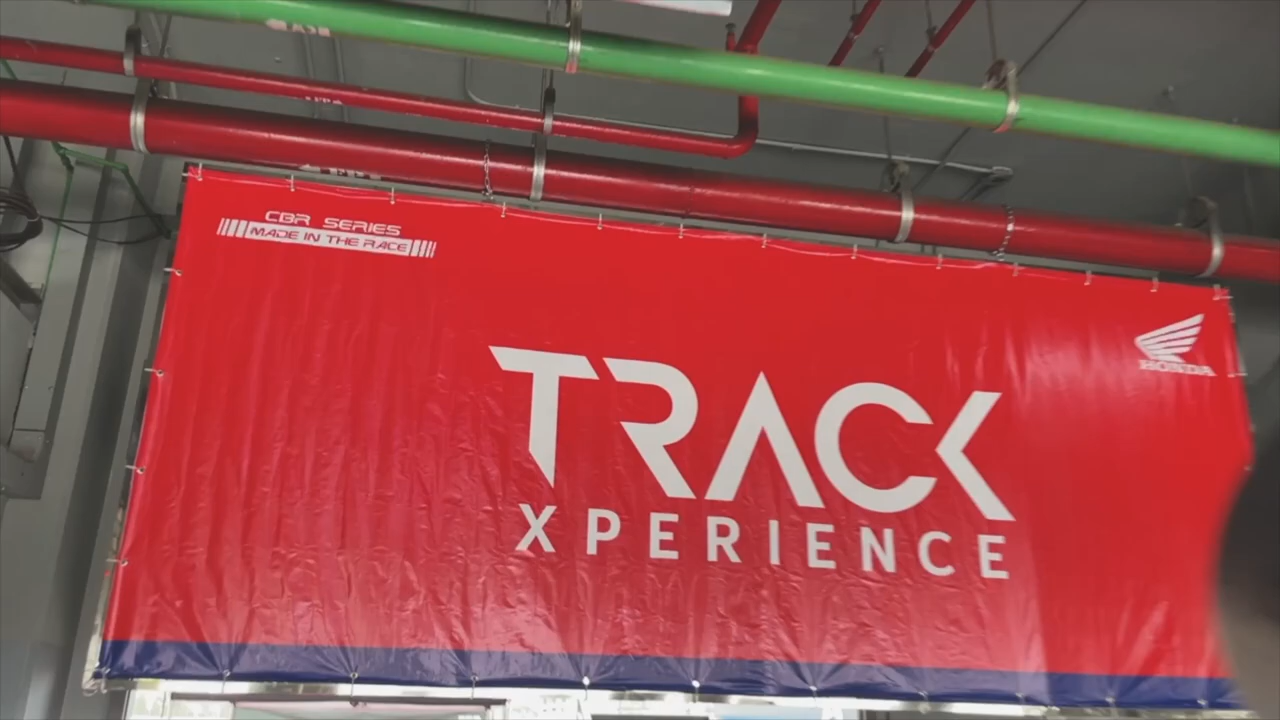 CBR SERIES
MADE IN THE RACE
HONDA
TRACK
XPERIENCE